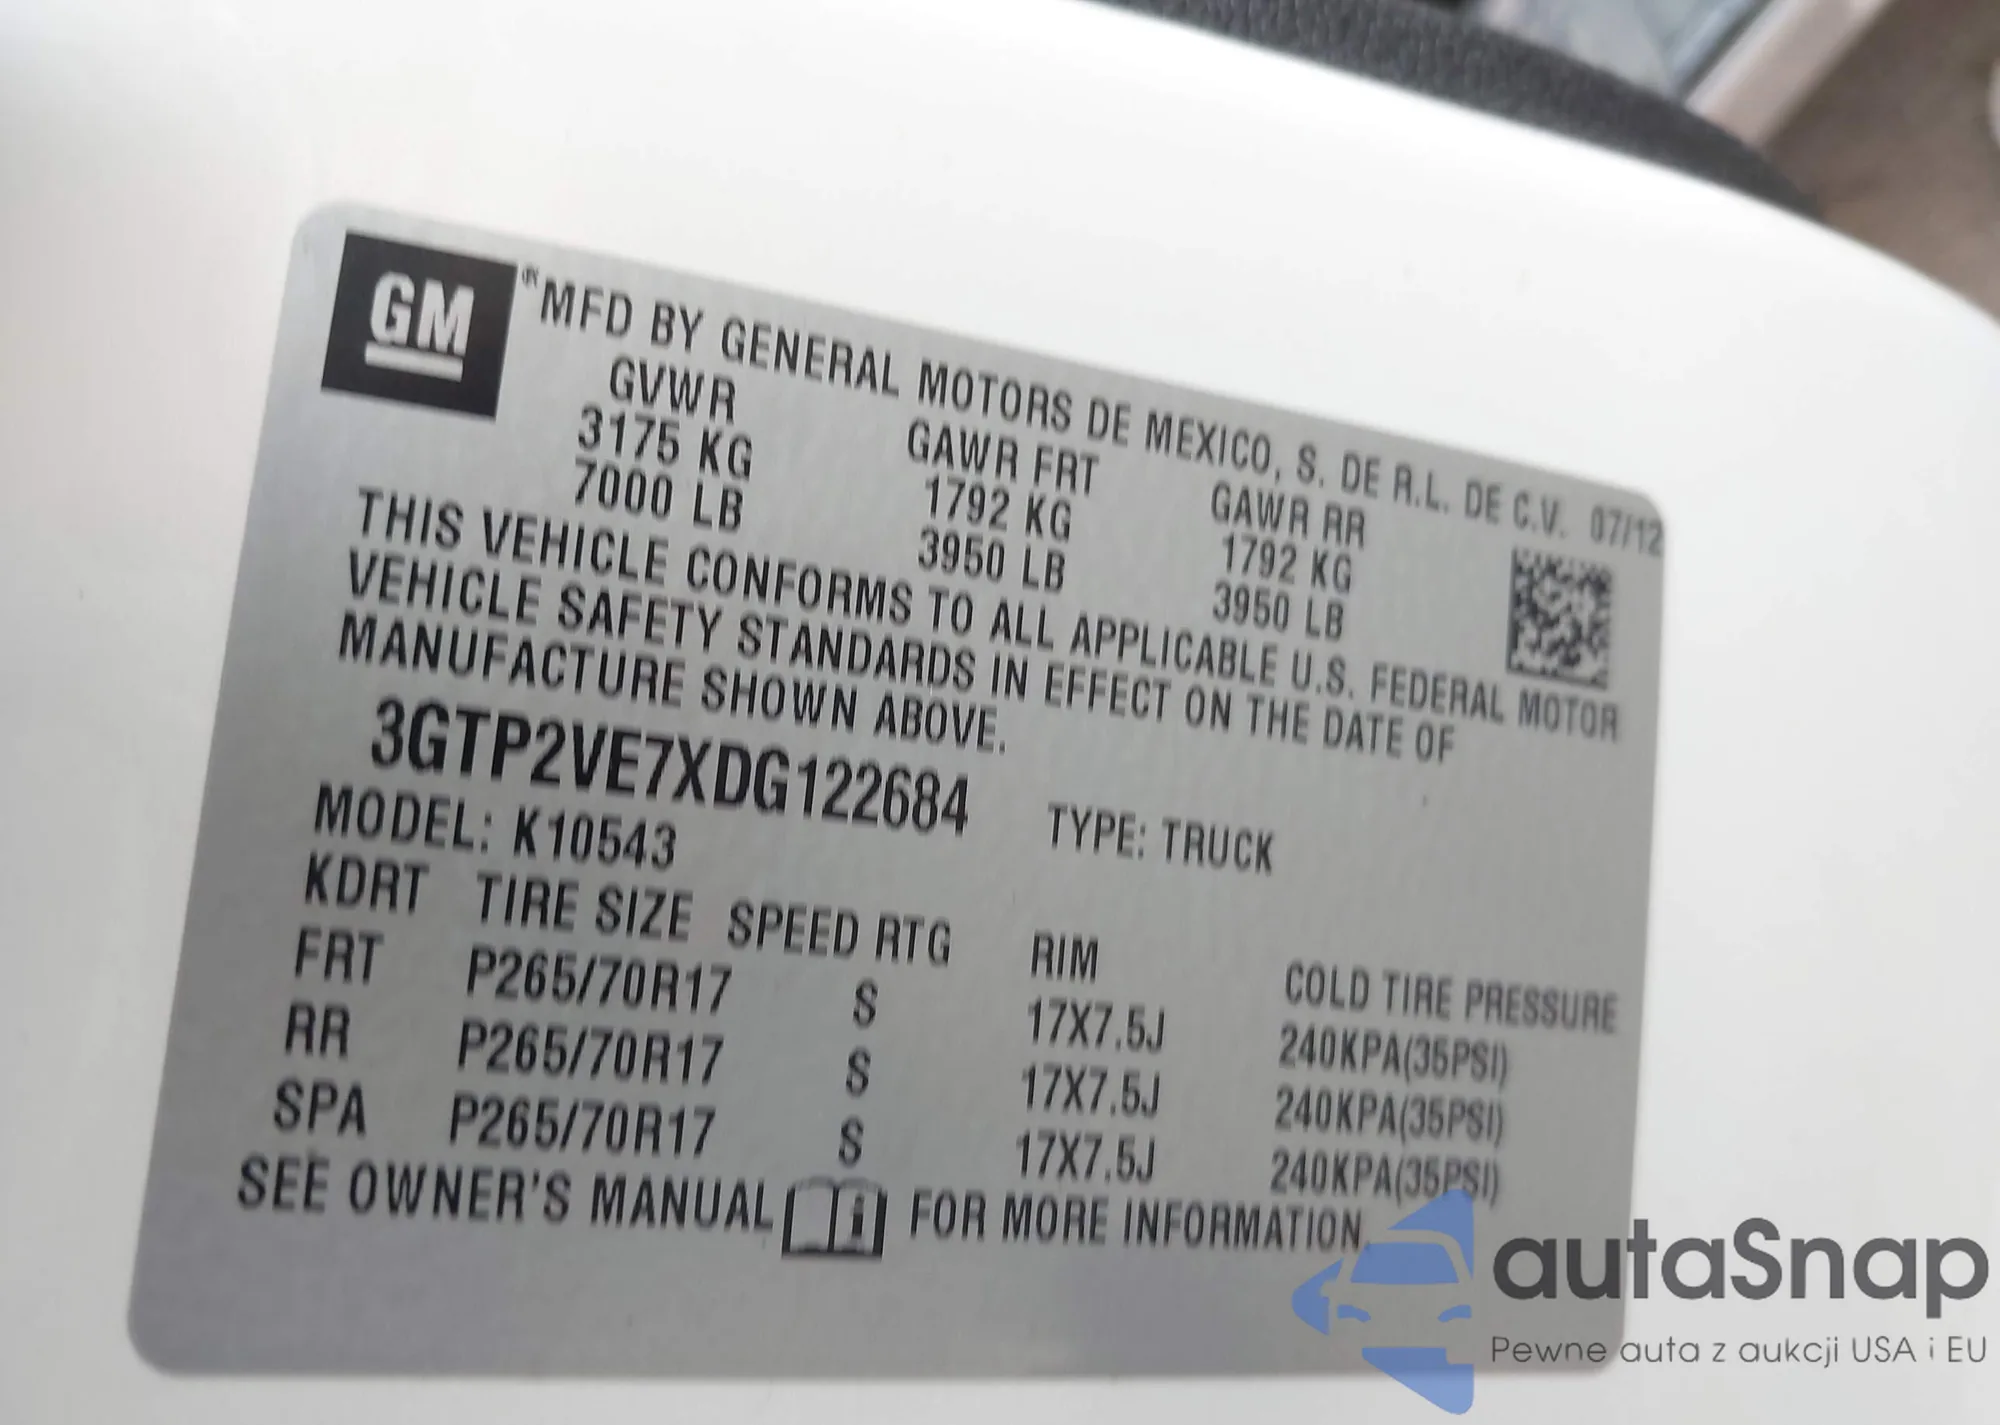 GM ® MFD BY GENERAL MOTORS DE MEXICO, S. DE R.L. DE C.V. 07/12
GVWR GAWR FRT GAWR RR
3175 KG 1792 KG 1792 KG
7000 LB 3950 LB 3950 LB
THIS VEHICLE CONFORMS TO ALL APPLICABLE U.S. FEDERAL MOTOR
VEHICLE SAFETY STANDARDS IN EFFECT ON THE DATE OF
MANUFACTURE SHOWN ABOVE.
3GTP2VE7XDG122684 TYPE: TRUCK
MODEL: K10543
KDRT TIRE SIZE SPEED RTG RIM COLD TIRE PRESSURE
FRT P265/70R17 S 17X7.5J 240KPA(35PSI)
RR P265/70R17 S 17X7.5J 240KPA(35PSI)
SPA P265/70R17 S 17X7.5J 240KPA(35PSI)
SEE OWNER'S MANUAL i FOR MORE INFORMATION.
autaSnap
Pewne auta z aukcji USA i EU